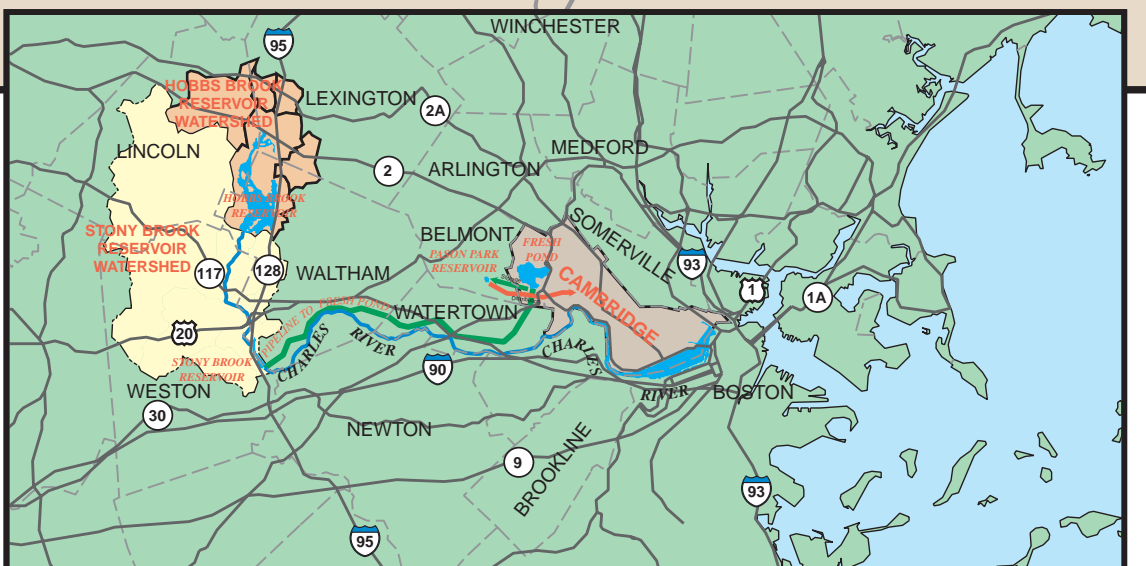 WINCHESTER
95
HOBBS BROOK
RESERVOIR
WATERSHED
LEXINGTON
2A
LINCOLN
MEDFORD
2
ARLINGTON
HOBBS BROOK
RESERVOIR
SOMERVILLE
STONY BROOK
RESERVOIR
WATERSHED
BELMONT
FRESH
POND
PAYSON PARK
RESERVOIR
93
117
128
WALTHAM
CAMBRIDGE
1
1A
PIPELINE TO FRESH POND
WATERTOWN
20
CHARLES
RIVER
CHARLES
RIVER
STONY BROOK
RESERVOIR
90
WESTON
BOSTON
30
NEWTON
BROOKLINE
9
93
95